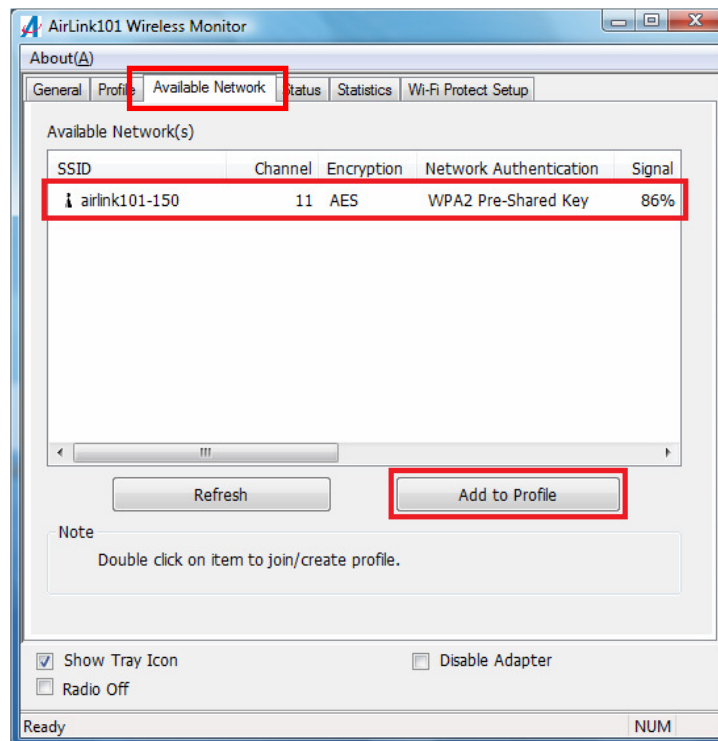 AirLink101 Wireless Monitor
About(A)
General Profile Available Network Status Statistics Wi-Fi Protect Setup
Available Network(s)
SSID Channel Encryption Network Authentication Signal
airlink101-150 11 AES WPA2 Pre-Shared Key 86%
Refresh Add to Profile
Note
Double click on item to join/create profile.
Show Tray Icon Disable Adapter
Radio Off
Ready NUM